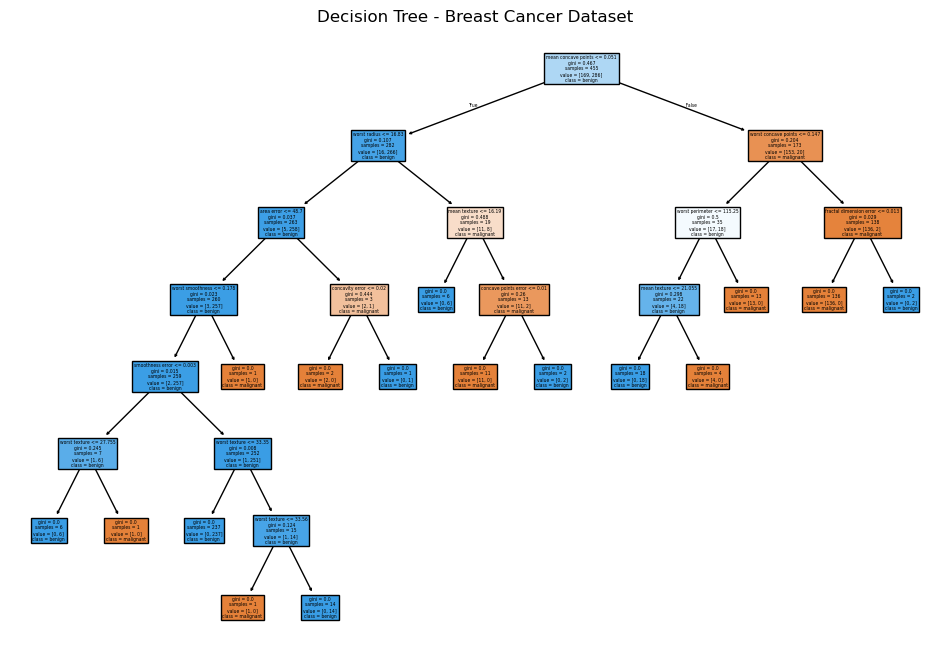 Decision Tree - Breast Cancer Dataset
mean concave points <= 0.051
gini = 0.467
samples = 455
value = [169, 286]
class = benign
True
False
worst radius <= 16.83
gini = 0.107
samples = 282
value = [16, 266]
class = benign
worst concave points <= 0.147
gini = 0.204
samples = 173
value = [153, 20]
class = malignant
area error <= 48.7
gini = 0.037
samples = 263
value = [5, 258]
class = benign
mean texture <= 16.19
gini = 0.488
samples = 19
value = [11, 8]
class = malignant
worst perimeter <= 115.25
gini = 0.5
samples = 35
value = [17, 18]
class = benign
fractal dimension error <= 0.013
gini = 0.029
samples = 138
value = [136, 2]
class = malignant
worst smoothness <= 0.178
gini = 0.023
samples = 260
value = [3, 257]
class = benign
concavity error <= 0.02
gini = 0.444
samples = 3
value = [2, 1]
class = malignant
gini = 0.0
samples = 6
value = [0, 6]
class = benign
concave points error <= 0.01
gini = 0.26
samples = 13
value = [11, 2]
class = malignant
mean texture <= 21.055
gini = 0.298
samples = 22
value = [4, 18]
class = benign
gini = 0.0
samples = 13
value = [13, 0]
class = malignant
gini = 0.0
samples = 136
value = [136, 0]
class = malignant
gini = 0.0
samples = 2
value = [0, 2]
class = benign
smoothness error <= 0.003
gini = 0.015
samples = 259
value = [2, 257]
class = benign
gini = 0.0
samples = 1
value = [1, 0]
class = malignant
gini = 0.0
samples = 2
value = [2, 0]
class = malignant
gini = 0.0
samples = 1
value = [0, 1]
class = benign
gini = 0.0
samples = 11
value = [11, 0]
class = malignant
gini = 0.0
samples = 2
value = [0, 2]
class = benign
gini = 0.0
samples = 18
value = [0, 18]
class = benign
gini = 0.0
samples = 4
value = [4, 0]
class = malignant
worst texture <= 27.755
gini = 0.245
samples = 7
value = [1, 6]
class = benign
worst texture <= 33.35
gini = 0.008
samples = 252
value = [1, 251]
class = benign
gini = 0.0
samples = 6
value = [0, 6]
class = benign
gini = 0.0
samples = 1
value = [1, 0]
class = malignant
gini = 0.0
samples = 237
value = [0, 237]
class = benign
worst texture <= 33.56
gini = 0.124
samples = 15
value = [1, 14]
class = benign
gini = 0.0
samples = 1
value = [1, 0]
class = malignant
gini = 0.0
samples = 14
value = [0, 14]
class = benign